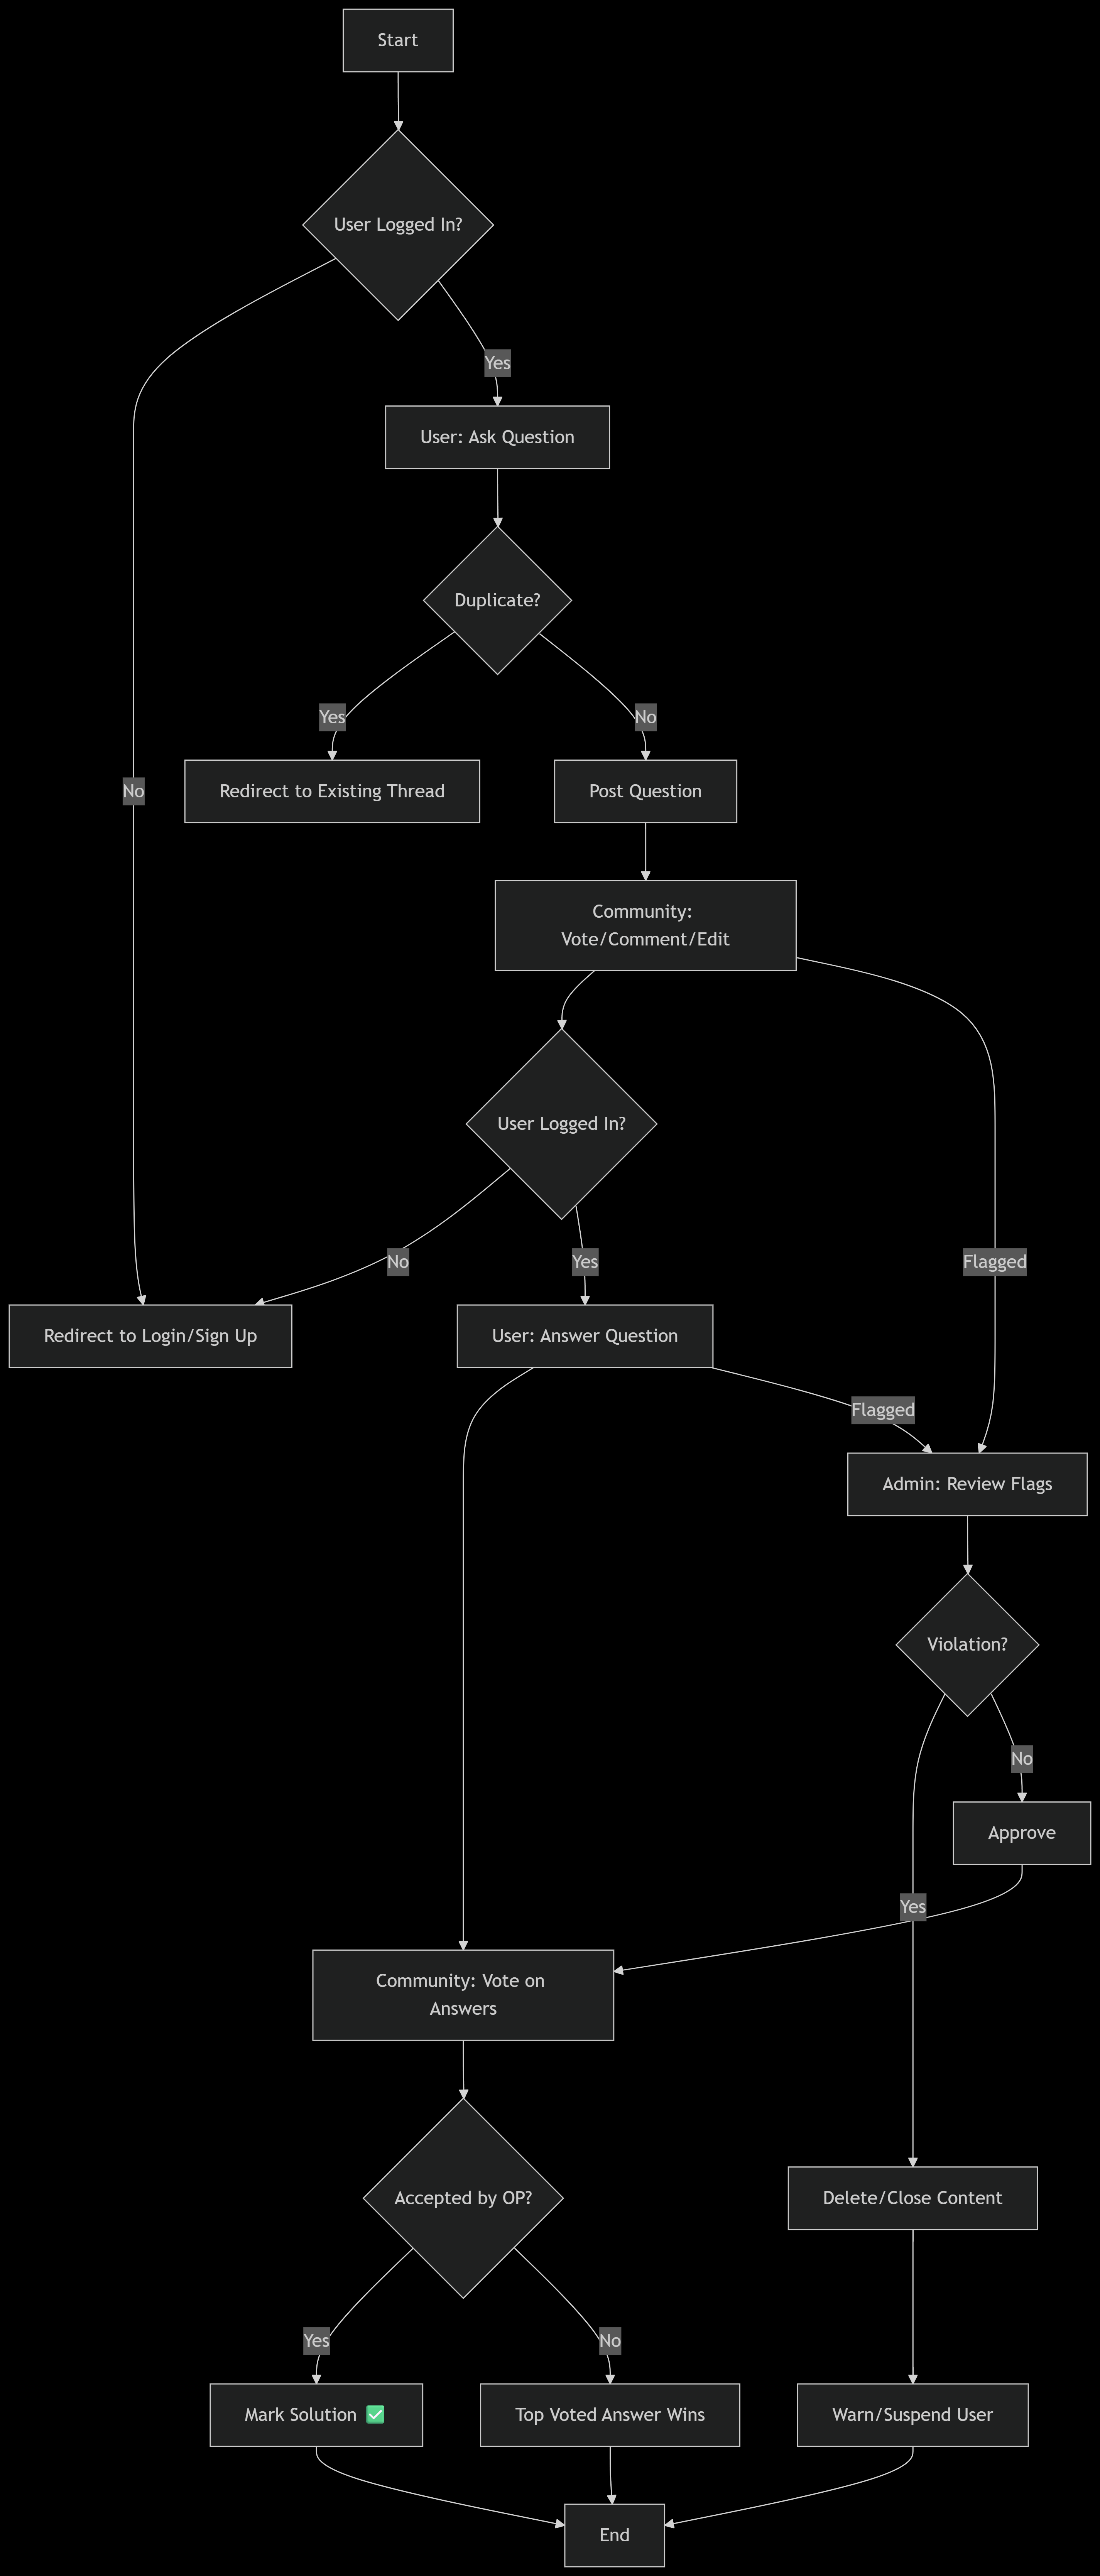 Start
User Logged In?
Yes
User: Ask Question
Duplicate?
Yes
No
No
Redirect to Existing Thread
Post Question
Community:
Vote/Comment/Edit
User Logged In?
No
Yes
Flagged
Redirect to Login/Sign Up
User: Answer Question
Flagged
Admin: Review Flags
Violation?
No
Approve
Yes
Community: Vote on
Answers
Accepted by OP?
Delete/Close Content
Yes
No
Mark Solution ✅
Top Voted Answer Wins
Warn/Suspend User
End